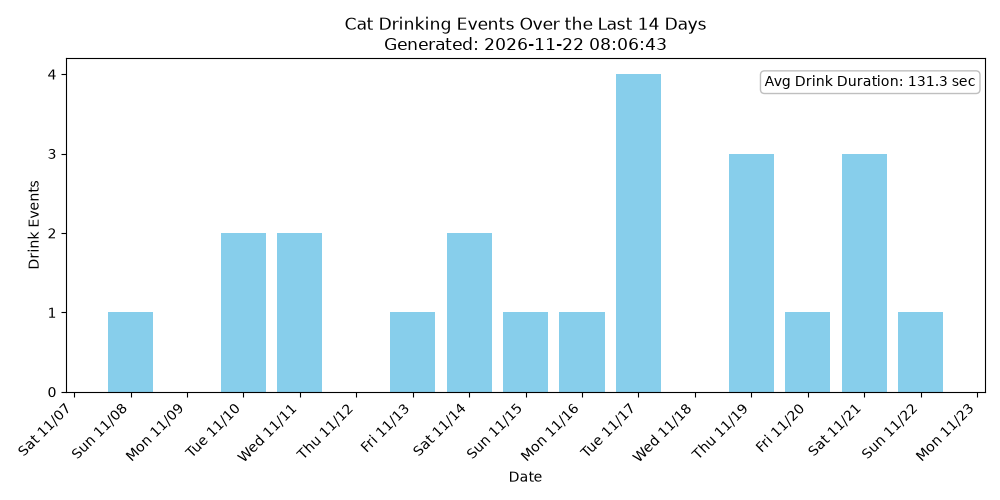 Cat Drinking Events Over the Last 14 Days
Generated: 2026-11-22 08:06:43
Avg Drink Duration: 131.3 sec
Drink Events
4
3
2
1
0
Sat 11/07
Sun 11/08
Mon 11/09
Tue 11/10
Wed 11/11
Thu 11/12
Fri 11/13
Sat 11/14
Sun 11/15
Mon 11/16
Tue 11/17
Wed 11/18
Thu 11/19
Fri 11/20
Sat 11/21
Sun 11/22
Mon 11/23
Date